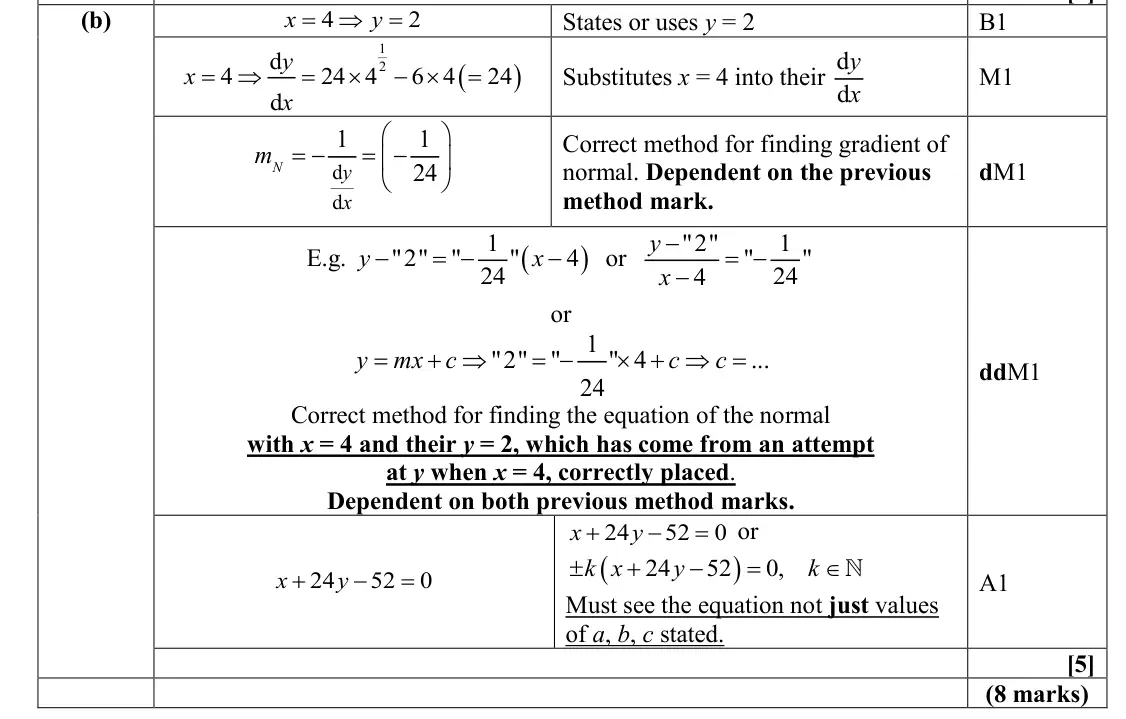 (b)
x = 4 ⇒ y = 2 States or uses y = 2 B1
x = 4 ⇒ dy/dx = 24 × 4^(1/2) − 6 × 4 (= 24) Substitutes x = 4 into their dy/dx M1
m_N = − 1/(dy/dx) = (− 1/24)
Correct method for finding gradient of
normal. Dependent on the previous
method mark.
dM1
E.g. y − "2" = "− 1/24" (x − 4) or (y − "2")/(x − 4) = "− 1/24"
or
y = mx + c ⇒ "2" = "− 1/24" × 4 + c ⇒ c = ...
Correct method for finding the equation of the normal
with x = 4 and their y = 2, which has come from an attempt
at y when x = 4, correctly placed.
Dependent on both previous method marks.
ddM1
x + 24y − 52 = 0
x + 24y − 52 = 0 or
±k(x + 24y − 52) = 0, k ∈ ℕ
Must see the equation not just values
of a, b, c stated.
A1
[5]
(8 marks)